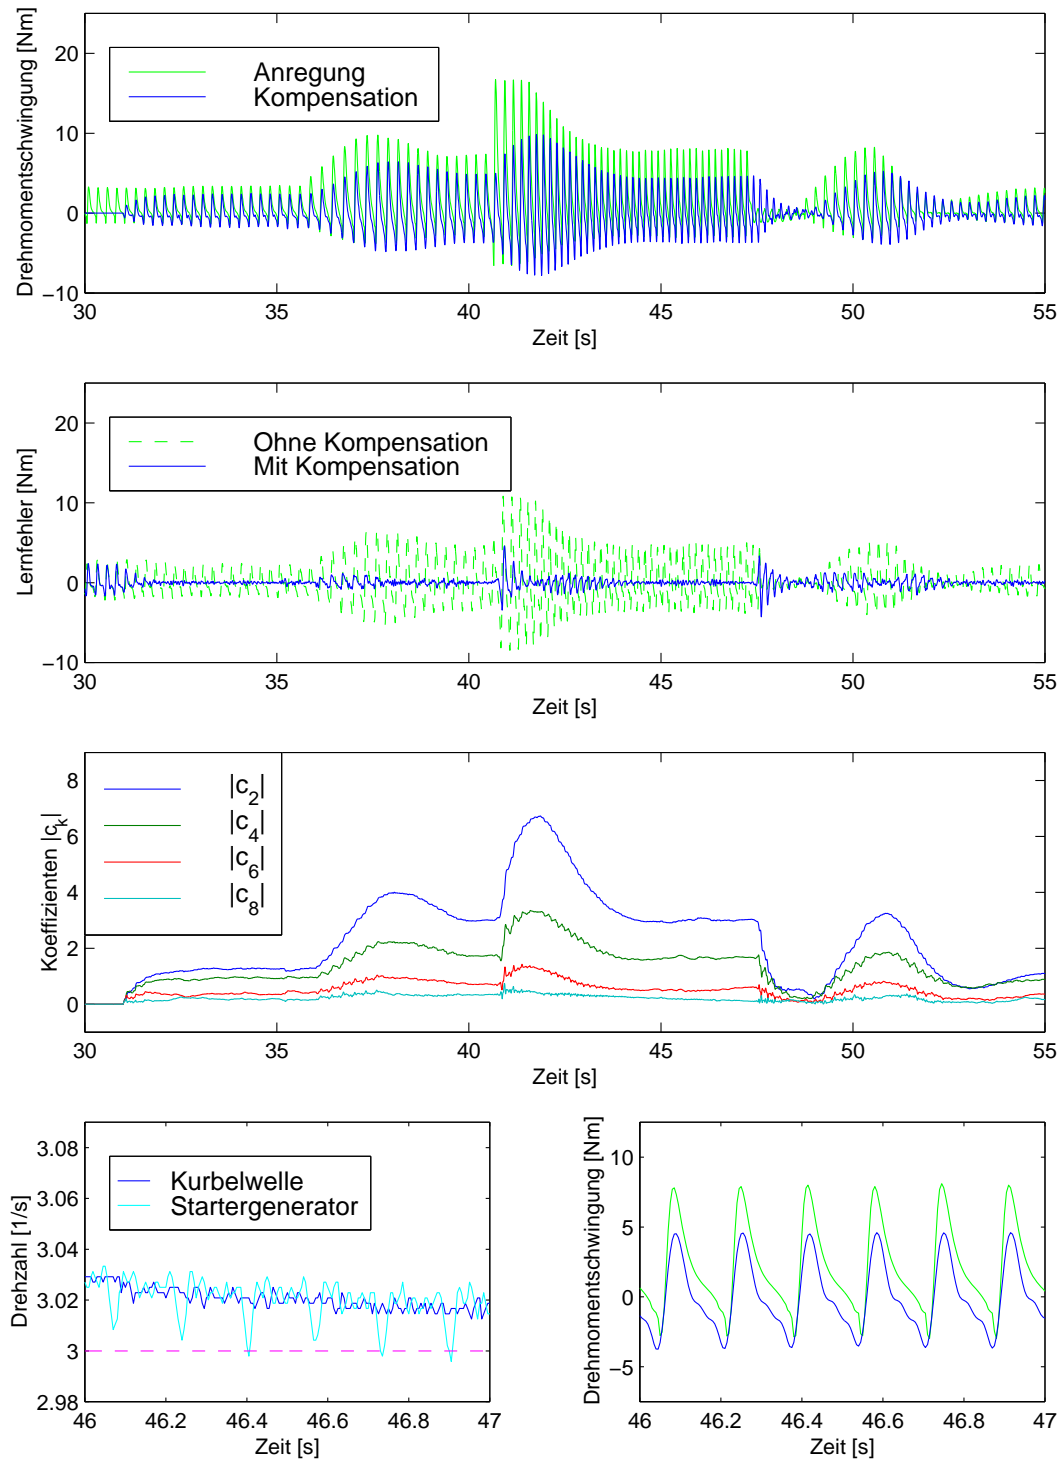 Drehmomentschwingung [Nm]
20
10
0
−10
Anregung
Kompensation
30 35 40 45 50 55
Zeit [s]
Lernfehler [Nm]
20
10
0
−10
Ohne Kompensation
Mit Kompensation
30 35 40 45 50 55
Zeit [s]
Koeffizienten |c_k|
8
6
4
2
0
|c_2|
|c_4|
|c_6|
|c_8|
30 35 40 45 50 55
Zeit [s]
Drehzahl [1/s]
3.08
3.06
3.04
3.02
3
2.98
Kurbelwelle
Startergenerator
46 46.2 46.4 46.6 46.8 47
Zeit [s]
Drehmomentschwingung [Nm]
10
5
0
−5
46 46.2 46.4 46.6 46.8 47
Zeit [s]